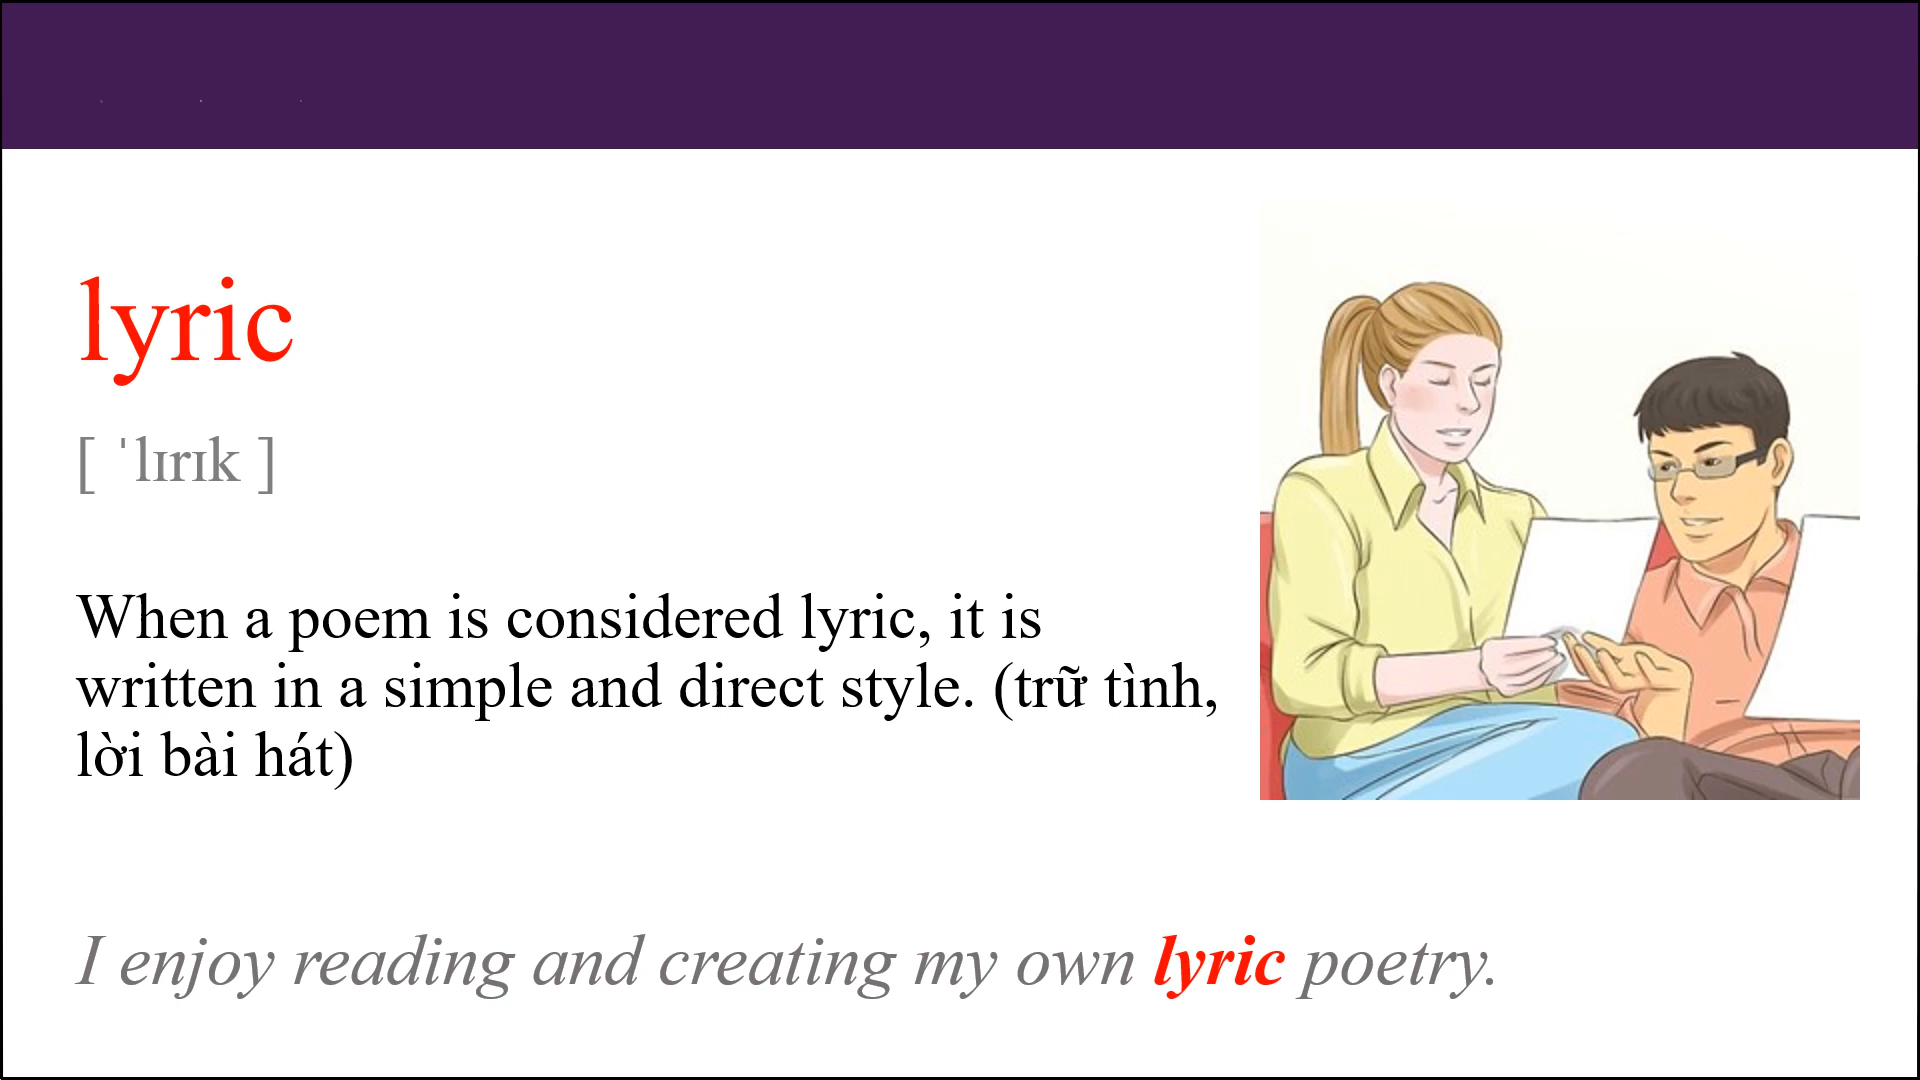 lyric
[ ˈlɪrɪk ]
When a poem is considered lyric, it is
written in a simple and direct style. (trữ tình,
lời bài hát)
I enjoy reading and creating my own lyric poetry.